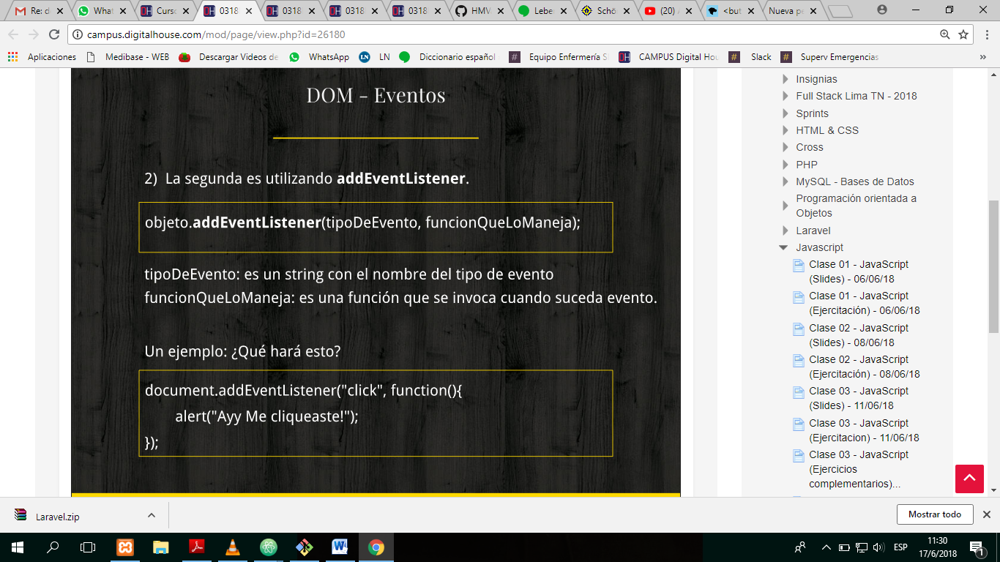 Re: d
What
Curso
0318
0318
0318
0318
HMV
Lebe
Schö
(20)
<but
Nueva pe
campus.digitalhouse.com/mod/page/view.php?id=26180
Aplicaciones
Medibase - WEB
Descargar Videos de
WhatsApp
LN
LN
Diccionario español
Equipo Enfermería S
CAMPUS Digital Hou
Slack
Superv Emergencias
»
DOM - Eventos
2) La segunda es utilizando addEventListener.
objeto.addEventListener(tipoDeEvento, funcionQueLoManeja);
tipoDeEvento: es un string con el nombre del tipo de evento
funcionQueLoManeja: es una función que se invoca cuando suceda evento.
Un ejemplo: ¿Qué hará esto?
document.addEventListener("click", function(){
alert("Ayy Me cliqueaste!");
});
Insignias
Full Stack Lima TN - 2018
Sprints
HTML & CSS
Cross
PHP
MySQL - Bases de Datos
Programación orientada a
Objetos
Laravel
Javascript
Clase 01 - JavaScript
(Slides) - 06/06/18
Clase 01 - JavaScript
(Ejercitación) - 06/06/18
Clase 02 - JavaScript
(Slides) - 08/06/18
Clase 02 - JavaScript
(Ejercitación) - 08/06/18
Clase 03 - JavaScript
(Slides) - 11/06/18
Clase 03 - JavaScript
(Ejercitacion) - 11/06/18
Clase 03 - JavaScript
(Ejercicios
complementarios)...
Laravel.zip
Mostrar todo
ESP
11:30
17/6/2018
1